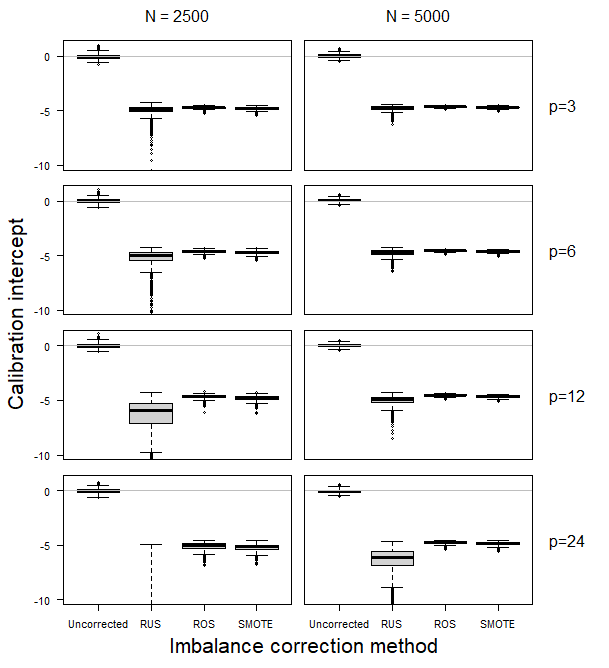 N = 2500 N = 5000
0
-5
-10
p=3
0
-5
-10
p=6
Calibration intercept
0
-5
-10
p=12
0
-5
-10
p=24
Uncorrected RUS ROS SMOTE Uncorrected RUS ROS SMOTE
Imbalance correction method